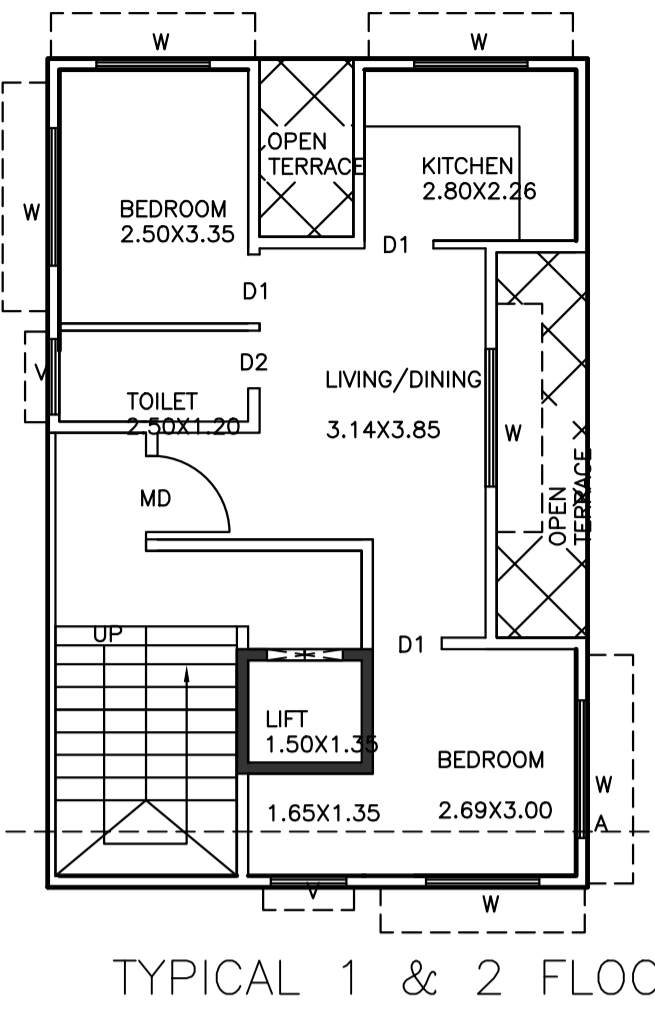 W
W
OPEN
TERRACE
KITCHEN
2.80X2.26
W
BEDROOM
2.50X3.35
D1
D1
V
D2
LIVING/DINING
TOILET
2.50X1.20
3.14X3.85
W
MD
OPEN
TERRACE
UP
D1
LIFT
1.50X1.35
BEDROOM
W
1.65X1.35
2.69X3.00
A
V
W
TYPICAL 1 & 2 FLOO